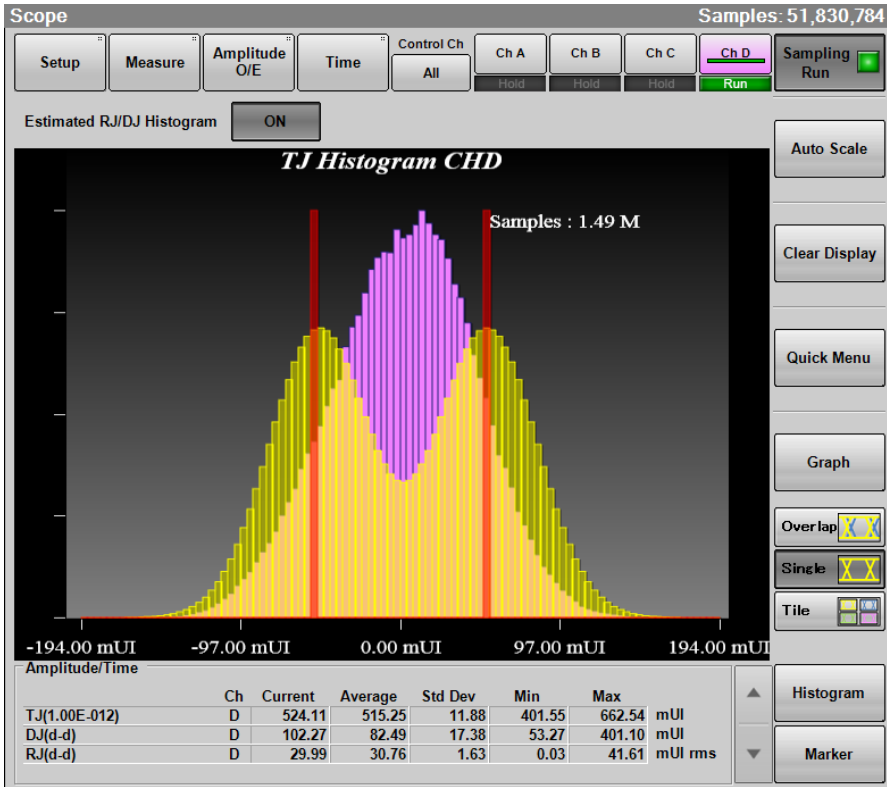 Scope Samples: 51,830,784
Setup Measure Amplitude O/E Time Control Ch All Ch A Hold Ch B Hold Ch C Hold Ch D Run Sampling Run
Estimated RJ/DJ Histogram ON
Auto Scale
TJ Histogram CHD
Samples : 1.49 M
Clear Display
Quick Menu
Graph
Overlap
Single
Tile
-194.00 mUI -97.00 mUI 0.00 mUI 97.00 mUI 194.00 mUI
Amplitude/Time
Ch Current Average Std Dev Min Max
TJ(1.00E-012) D 524.11 515.25 11.88 401.55 662.54 mUI
DJ(d-d) D 102.27 82.49 17.38 53.27 401.10 mUI
RJ(d-d) D 29.99 30.76 1.63 0.03 41.61 mUI rms
Histogram
Marker